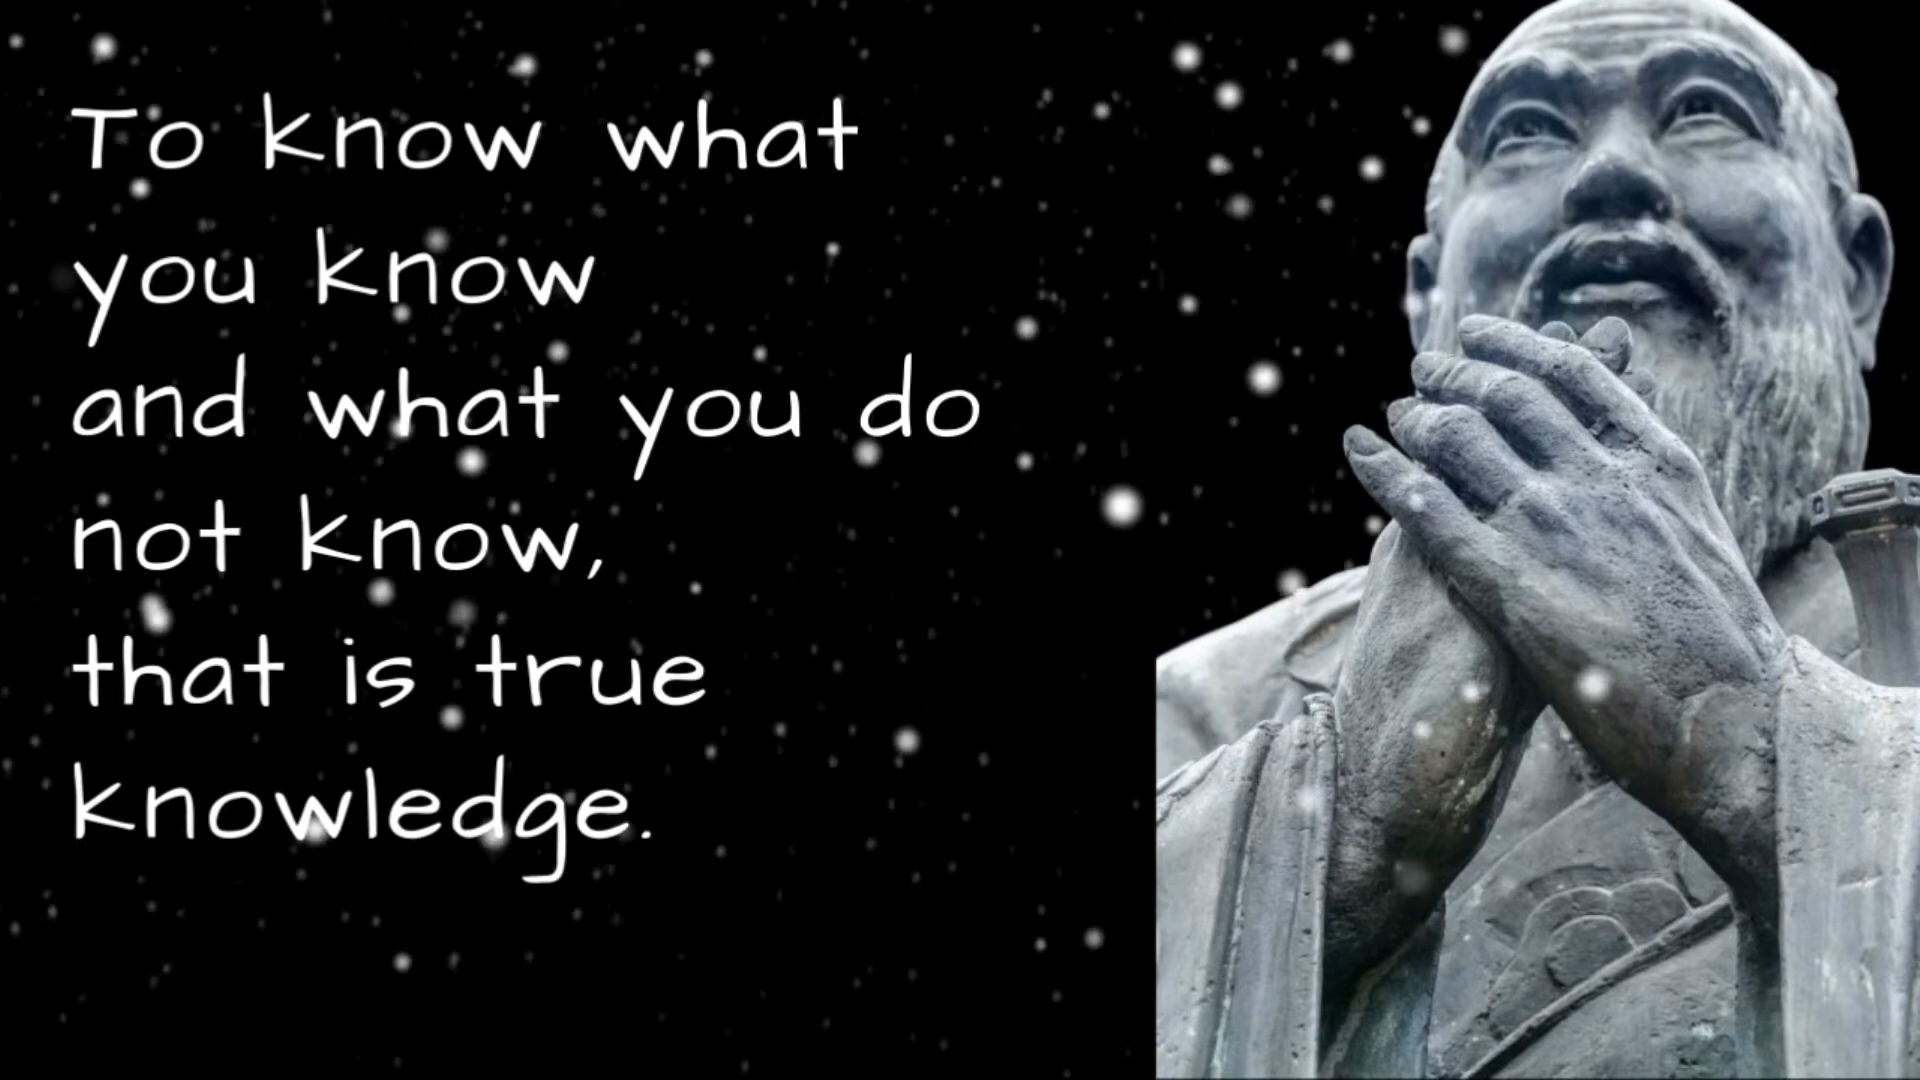 To know what
you know
and what you do
not know,
that is true
knowledge.